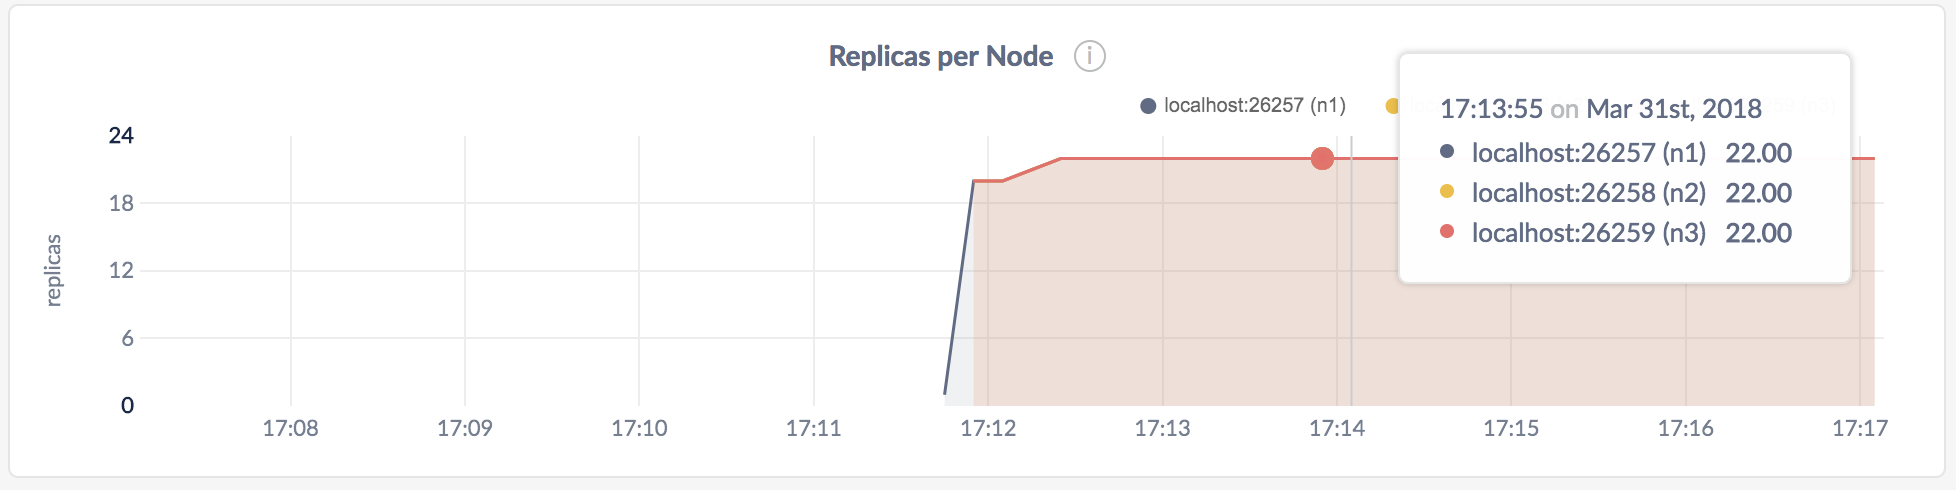 Replicas per Node i
localhost:26257 (n1)
17:13:55 on Mar 31st, 2018
localhost:26257 (n1) 22.00
localhost:26258 (n2) 22.00
localhost:26259 (n3) 22.00
replicas
24
18
12
6
0
17:08 17:09 17:10 17:11 17:12 17:13 17:14 17:15 17:16 17:17